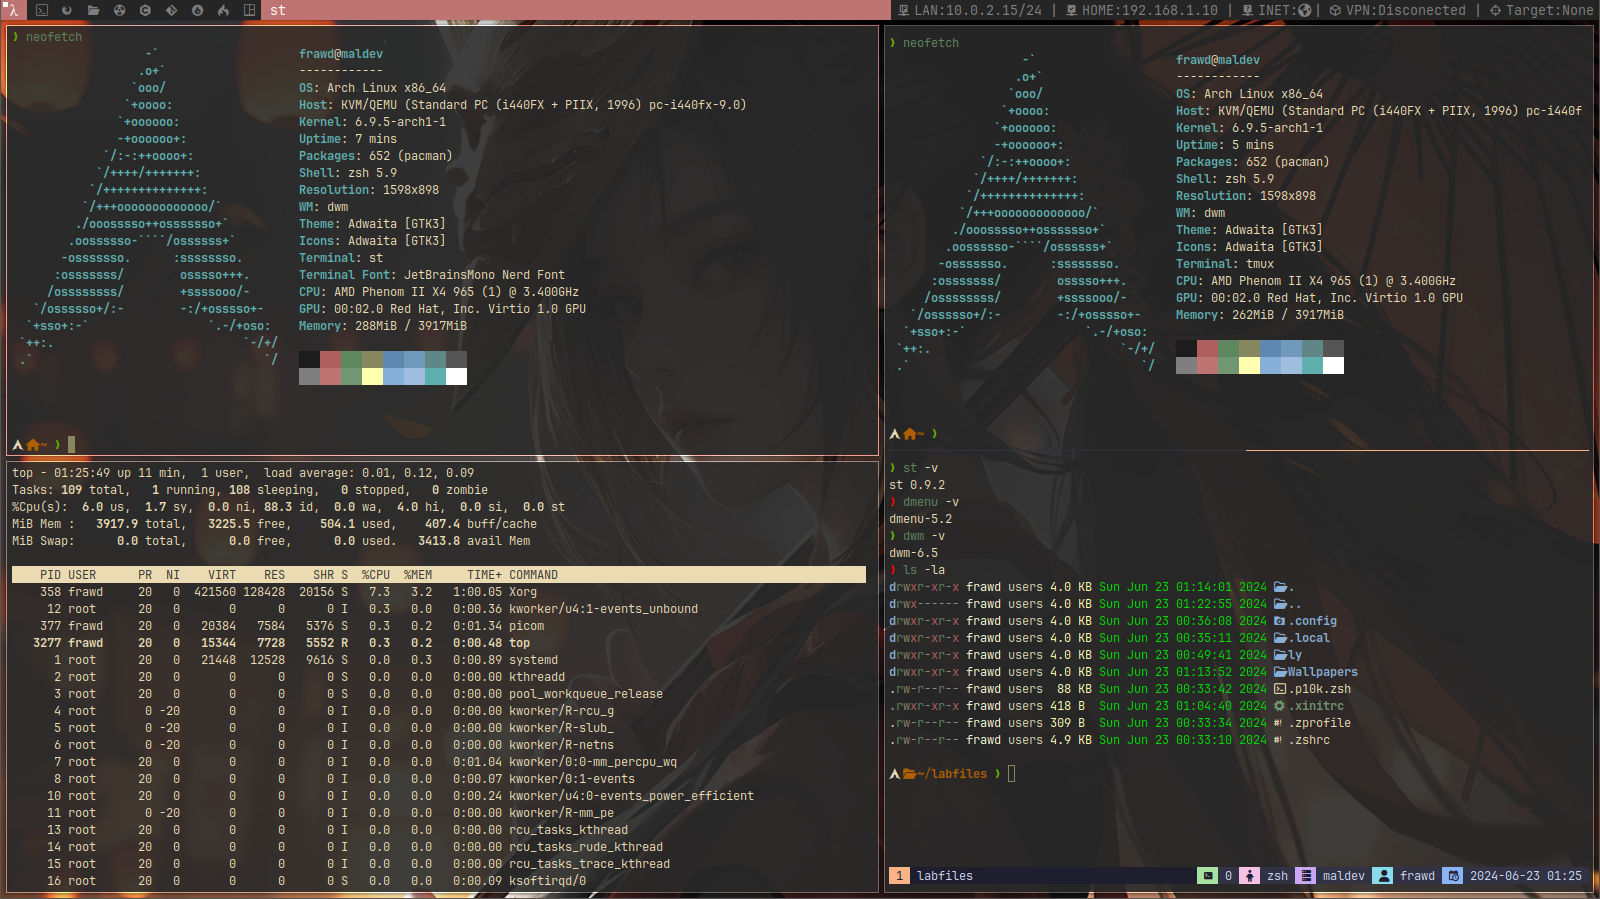 st
LAN:10.0.2.15/24 | HOME:192.168.1.10 | INET: | VPN:Disconected | Target:None
❯ neofetch
frawd@maldev
------------
OS: Arch Linux x86_64
Host: KVM/QEMU (Standard PC (i440FX + PIIX, 1996) pc-i440fx-9.0)
Kernel: 6.9.5-arch1-1
Uptime: 7 mins
Packages: 652 (pacman)
Shell: zsh 5.9
Resolution: 1598x898
WM: dwm
Theme: Adwaita [GTK3]
Icons: Adwaita [GTK3]
Terminal: st
Terminal Font: JetBrainsMono Nerd Font
CPU: AMD Phenom II X4 965 (1) @ 3.400GHz
GPU: 00:02.0 Red Hat, Inc. Virtio 1.0 GPU
Memory: 288MiB / 3917MiB
~ ❯
top - 01:25:49 up 11 min,  1 user,  load average: 0.01, 0.12, 0.09
Tasks: 109 total,   1 running, 108 sleeping,   0 stopped,   0 zombie
%Cpu(s):  6.0 us,  1.7 sy,  0.0 ni, 88.3 id,  0.0 wa,  4.0 hi,  0.0 si,  0.0 st
MiB Mem :   3917.9 total,   3225.5 free,    504.1 used,    407.4 buff/cache
MiB Swap:      0.0 total,      0.0 free,      0.0 used.   3413.8 avail Mem
PID USER      PR  NI    VIRT    RES    SHR S  %CPU  %MEM     TIME+ COMMAND
358 frawd     20   0  421560 128428  20156 S   7.3   3.2   1:00.05 Xorg
12 root      20   0       0      0      0 I   0.3   0.0   0:00.36 kworker/u4:1-events_unbound
377 frawd     20   0   20384   7584   5376 S   0.3   0.2   0:01.34 picom
3277 frawd     20   0   15344   7728   5552 R   0.3   0.2   0:00.48 top
1 root      20   0   21448  12528   9616 S   0.0   0.3   0:00.89 systemd
2 root      20   0       0      0      0 S   0.0   0.0   0:00.00 kthreadd
3 root      20   0       0      0      0 S   0.0   0.0   0:00.00 pool_workqueue_release
4 root       0 -20       0      0      0 I   0.0   0.0   0:00.00 kworker/R-rcu_g
5 root       0 -20       0      0      0 I   0.0   0.0   0:00.00 kworker/R-slub_
6 root       0 -20       0      0      0 I   0.0   0.0   0:00.00 kworker/R-netns
7 root      20   0       0      0      0 I   0.0   0.0   0:01.04 kworker/0:0-mm_percpu_wq
8 root      20   0       0      0      0 I   0.0   0.0   0:00.07 kworker/0:1-events
10 root      20   0       0      0      0 I   0.0   0.0   0:00.24 kworker/u4:0-events_power_efficient
11 root       0 -20       0      0      0 I   0.0   0.0   0:00.00 kworker/R-mm_pe
13 root      20   0       0      0      0 I   0.0   0.0   0:00.00 rcu_tasks_kthread
14 root      20   0       0      0      0 I   0.0   0.0   0:00.00 rcu_tasks_rude_kthread
15 root      20   0       0      0      0 I   0.0   0.0   0:00.00 rcu_tasks_trace_kthread
16 root      20   0       0      0      0 S   0.0   0.0   0:00.09 ksoftirqd/0
❯ neofetch
frawd@maldev
------------
OS: Arch Linux x86_64
Host: KVM/QEMU (Standard PC (i440FX + PIIX, 1996) pc-i440f
Kernel: 6.9.5-arch1-1
Uptime: 5 mins
Packages: 652 (pacman)
Shell: zsh 5.9
Resolution: 1598x898
WM: dwm
Theme: Adwaita [GTK3]
Icons: Adwaita [GTK3]
Terminal: tmux
CPU: AMD Phenom II X4 965 (1) @ 3.400GHz
GPU: 00:02.0 Red Hat, Inc. Virtio 1.0 GPU
Memory: 262MiB / 3917MiB
~ ❯
❯ st -v
st 0.9.2
❯ dmenu -v
dmenu-5.2
❯ dwm -v
dwm-6.5
❯ ls -la
drwxr-xr-x frawd users 4.0 KB Sun Jun 23 01:14:01 2024 .
drwx------ frawd users 4.0 KB Sun Jun 23 01:22:55 2024 ..
drwxr-xr-x frawd users 4.0 KB Sun Jun 23 00:36:08 2024 .config
drwxr-xr-x frawd users 4.0 KB Sun Jun 23 00:35:11 2024 .local
drwxr-xr-x frawd users 4.0 KB Sun Jun 23 00:49:41 2024 ly
drwxr-xr-x frawd users 4.0 KB Sun Jun 23 01:13:52 2024 Wallpapers
.rw-r--r-- frawd users  88 KB Sun Jun 23 00:33:42 2024 .p10k.zsh
.rwxr-xr-x frawd users 418 B  Sun Jun 23 01:04:40 2024 .xinitrc
.rw-r--r-- frawd users 309 B  Sun Jun 23 00:33:34 2024 .zprofile
.rw-r--r-- frawd users 4.9 KB Sun Jun 23 00:33:10 2024 .zshrc
~/labfiles ❯
1 labfiles 0 zsh maldev frawd 2024-06-23 01:25